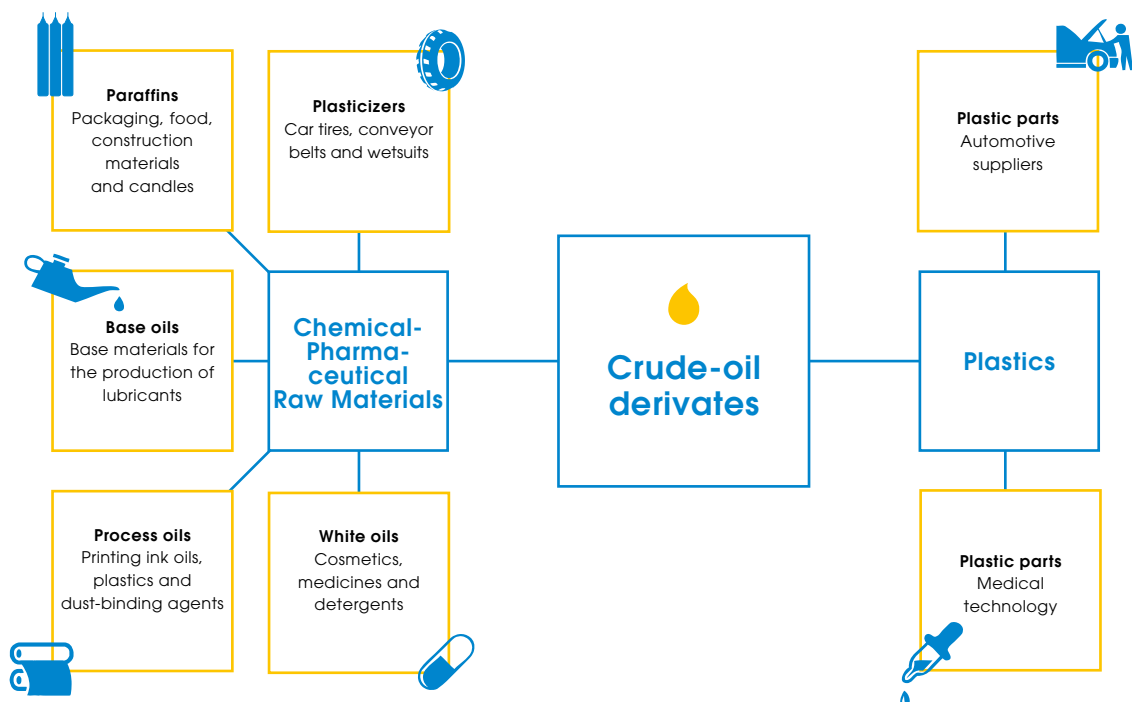 Paraffins
Packaging, food,
construction
materials
and candles
Plasticizers
Car tires, conveyor
belts and wetsuits
Plastic parts
Automotive
suppliers
Base oils
Base materials for
the production of
lubricants
Chemical-
Pharma-
ceutical
Raw Materials
Crude-oil
derivates
Plastics
Process oils
Printing ink oils,
plastics and
dust-binding agents
White oils
Cosmetics,
medicines and
detergents
Plastic parts
Medical
technology